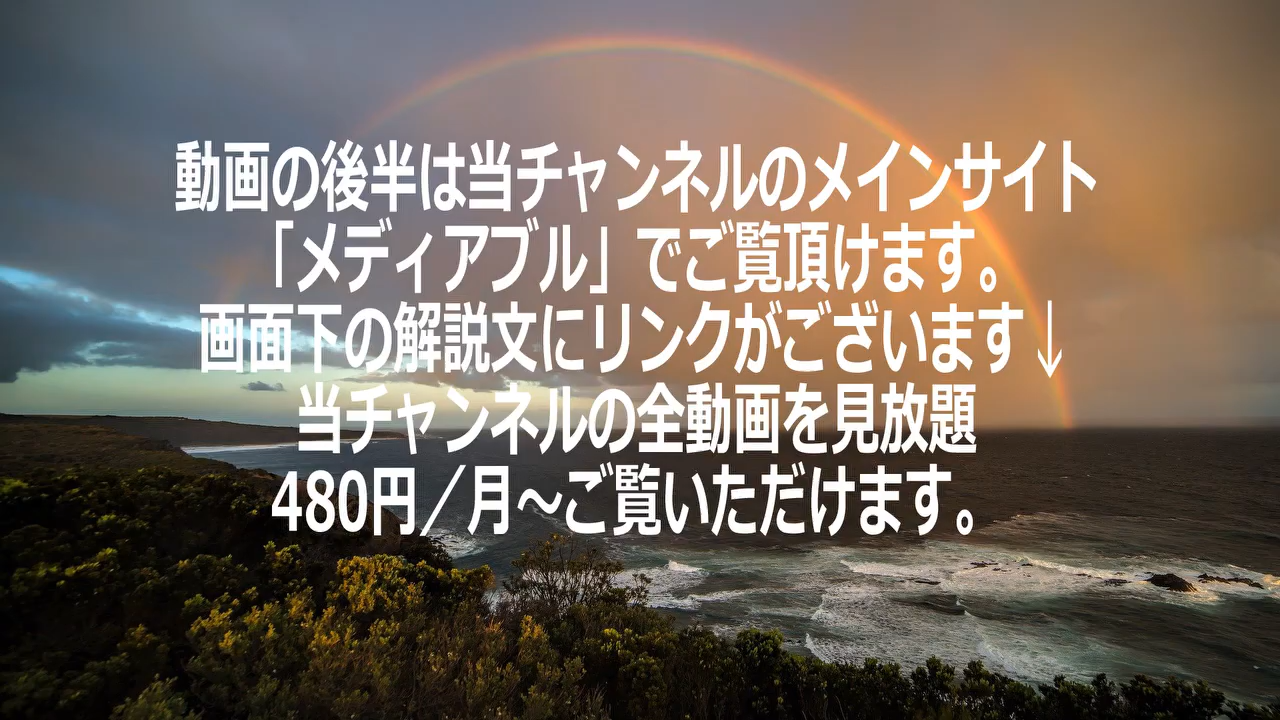 動画の後半は当チャンネルのメインサイト
「メディアブル」でご覧頂けます。
画面下の解説文にリンクがございます↓
当チャンネルの全動画を見放題
480円／月〜ご覧いただけます。